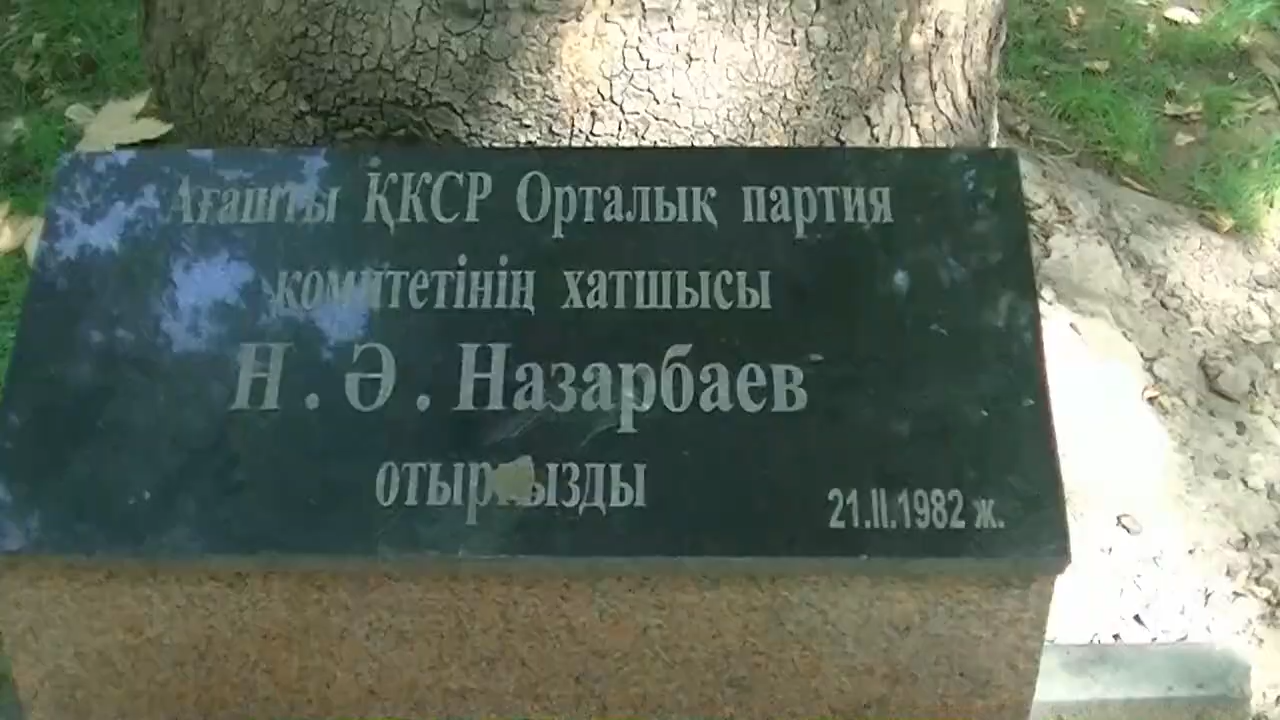 Ағашты ҚКСР Орталық партия
комитетінің хатшысы
Н.Ә.Назарбаев
отырғызды
21.II.1982 ж.